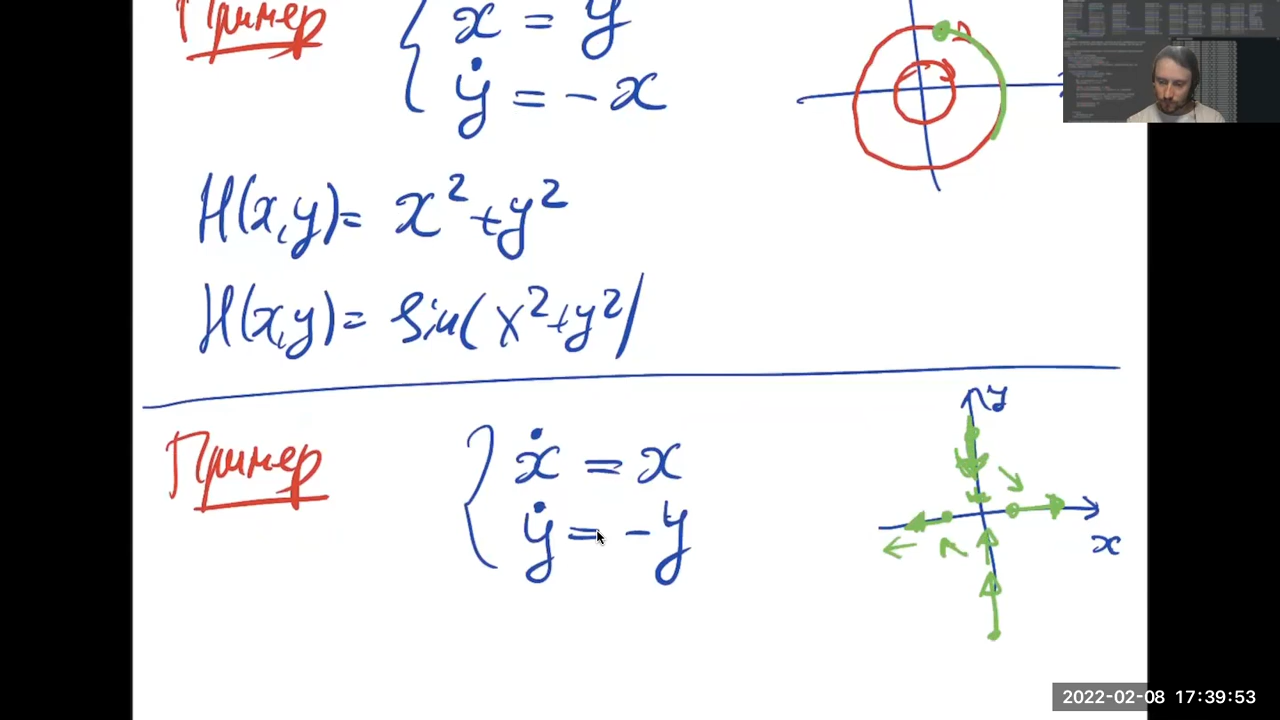 Пример { ẋ = y
ẏ = -x
H(x,y) = x² + y²
H(x,y) = sin(x² + y²)
Пример { ẋ = x
ẏ = -y
y
x
2022-02-08 17:39:53